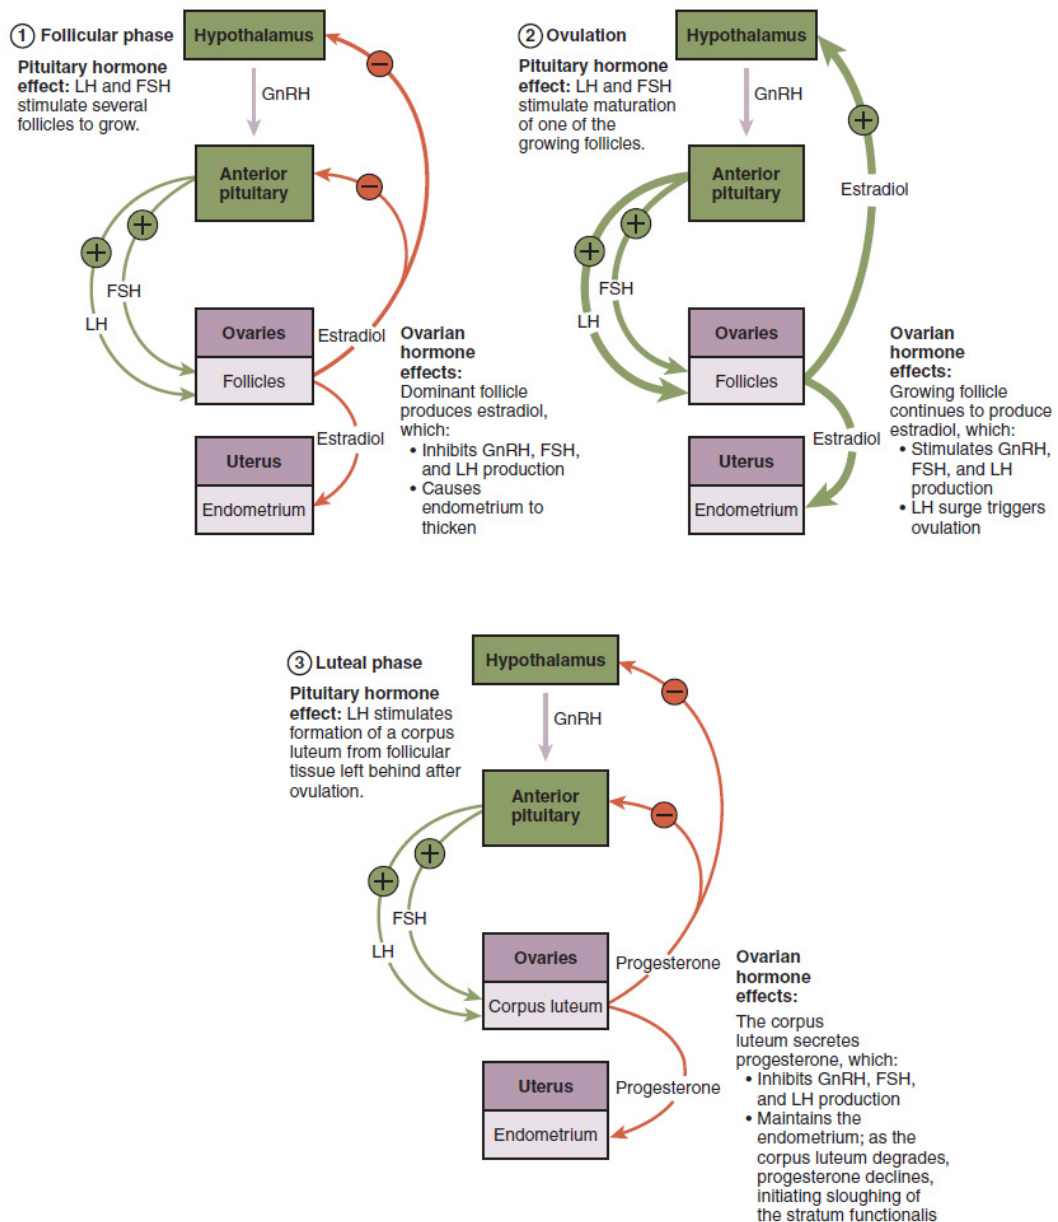 1 Follicular phase
Pituitary hormone
effect: LH and FSH
stimulate several
follicles to grow.
Hypothalamus
GnRH
Anterior
pituitary
FSH
LH
Ovaries
Follicles
Estradiol
Estradiol
Uterus
Endometrium
Ovarian
hormone
effects:
Dominant follicle
produces estradiol,
which:
• Inhibits GnRH, FSH,
and LH production
• Causes
endometrium to
thicken
2 Ovulation
Pituitary hormone
effect: LH and FSH
stimulate maturation
of one of the
growing follicles.
Hypothalamus
GnRH
Anterior
pituitary
Estradiol
FSH
LH
Ovaries
Follicles
Estradiol
Uterus
Endometrium
Ovarian
hormone
effects:
Growing follicle
continues to produce
estradiol, which:
• Stimulates GnRH,
FSH, and LH
production
• LH surge triggers
ovulation
3 Luteal phase
Pituitary hormone
effect: LH stimulates
formation of a corpus
luteum from follicular
tissue left behind after
ovulation.
Hypothalamus
GnRH
Anterior
pituitary
FSH
LH
Ovaries
Corpus luteum
Progesterone
Progesterone
Uterus
Endometrium
Ovarian
hormone
effects:
The corpus
luteum secretes
progesterone, which:
• Inhibits GnRH, FSH,
and LH production
• Maintains the
endometrium; as the
corpus luteum degrades,
progesterone declines,
initiating sloughing of
the stratum functionalis